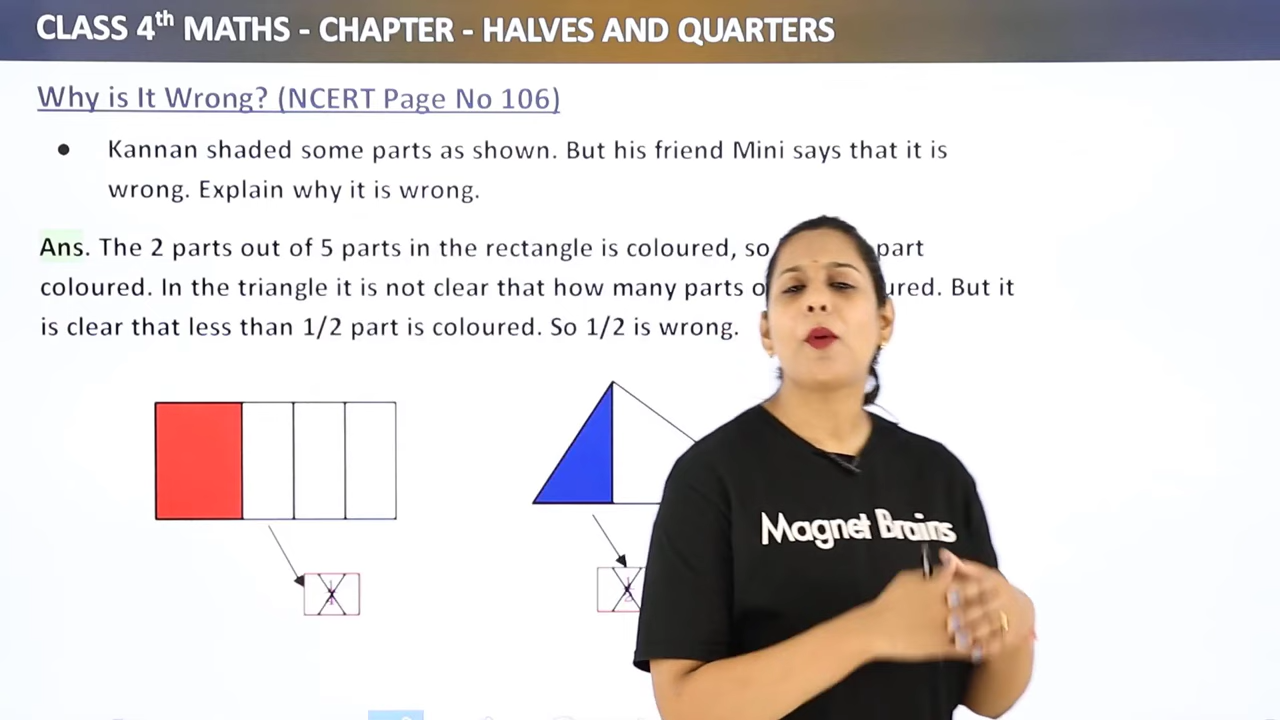 CLASS 4th MATHS - CHAPTER - HALVES AND QUARTERS
Why is It Wrong? (NCERT Page No 106)
● Kannan shaded some parts as shown. But his friend Mini says that it is
wrong. Explain why it is wrong.
Ans. The 2 parts out of 5 parts in the rectangle is coloured, so part
coloured. In the triangle it is not clear that how many parts But it
is clear that less than 1/2 part is coloured. So 1/2 is wrong.
Magnet Brains